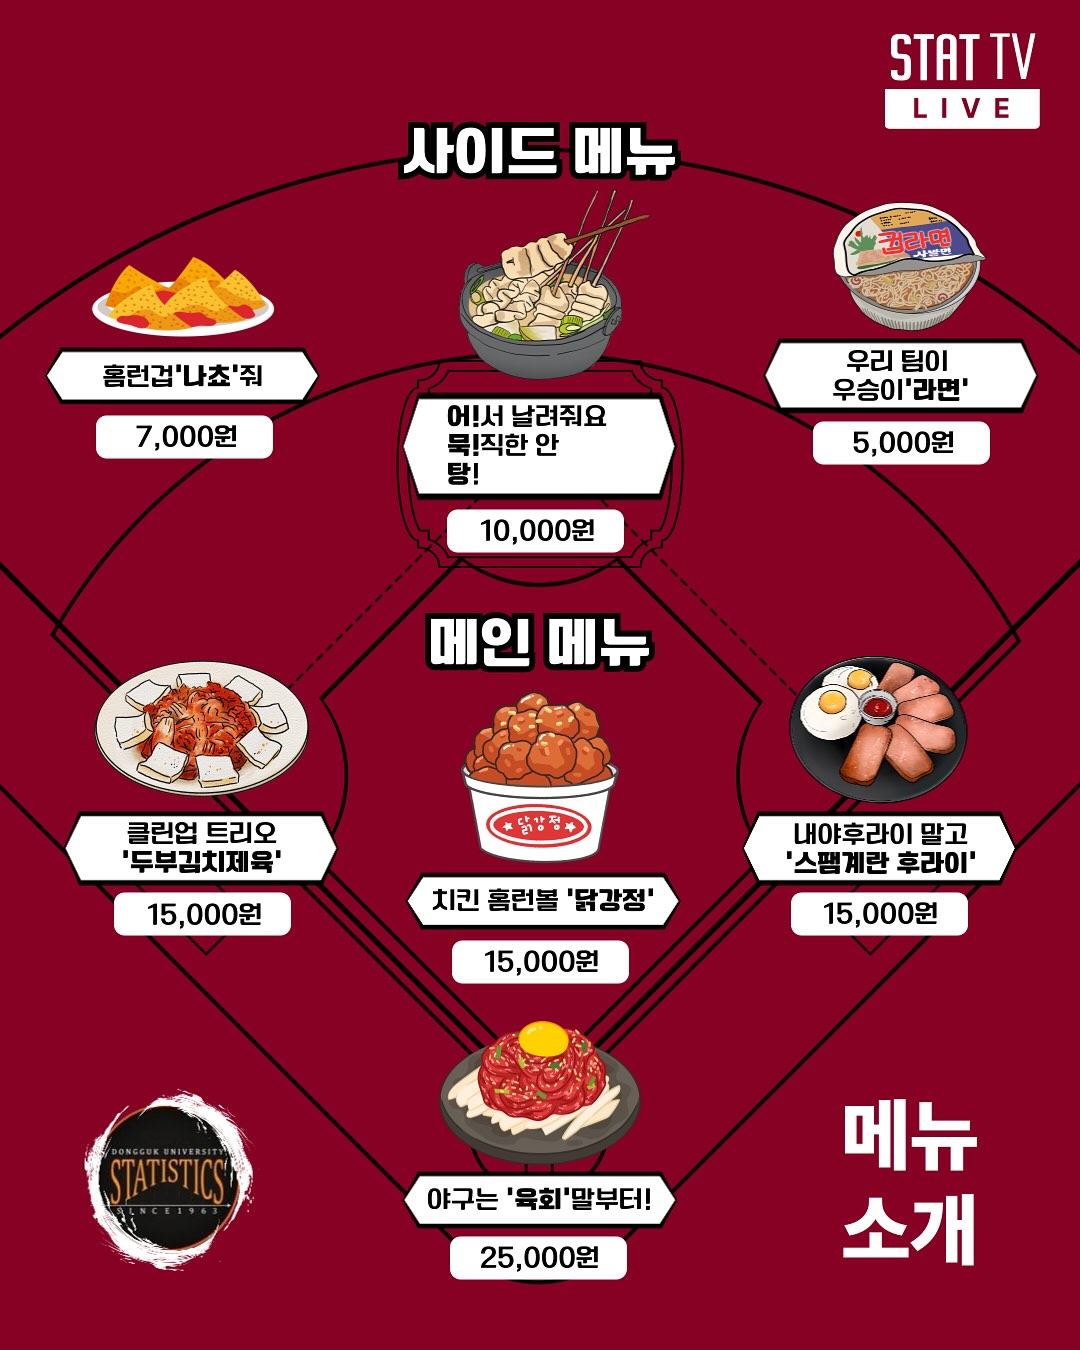 STAT TV
LIVE
사이드 메뉴
컵라면
사발면
홈런겁'나쵸'줘
7,000원
어!서 날려줘요
묵!직한 안
탕!
10,000원
우리 팀이
우승이'라면'
5,000원
메인 메뉴
클린업 트리오
'두부김치제육'
15,000원
닭강정
치킨 홈런볼 '닭강정'
15,000원
내야후라이 말고
'스팸계란 후라이'
15,000원
야구는 '육회'말부터!
25,000원
DONGGUK UNIVERSITY
STATISTICS
SINCE1963
메뉴
소개